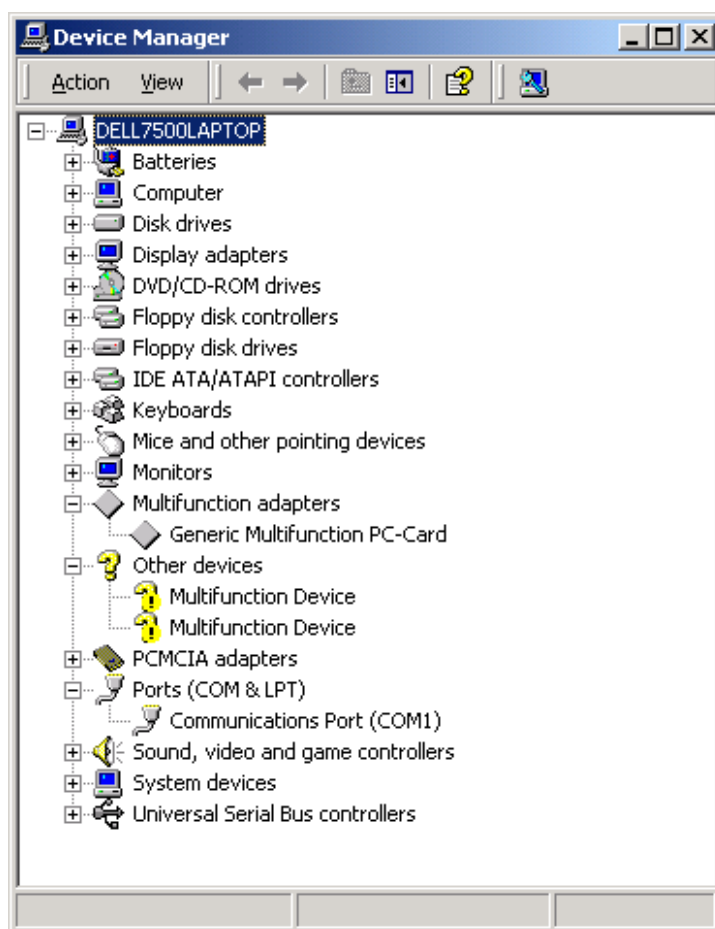 Device Manager
Action View
DELL7500LAPTOP
Batteries
Computer
Disk drives
Display adapters
DVD/CD-ROM drives
Floppy disk controllers
Floppy disk drives
IDE ATA/ATAPI controllers
Keyboards
Mice and other pointing devices
Monitors
Multifunction adapters
Generic Multifunction PC-Card
Other devices
Multifunction Device
Multifunction Device
PCMCIA adapters
Ports (COM & LPT)
Communications Port (COM1)
Sound, video and game controllers
System devices
Universal Serial Bus controllers